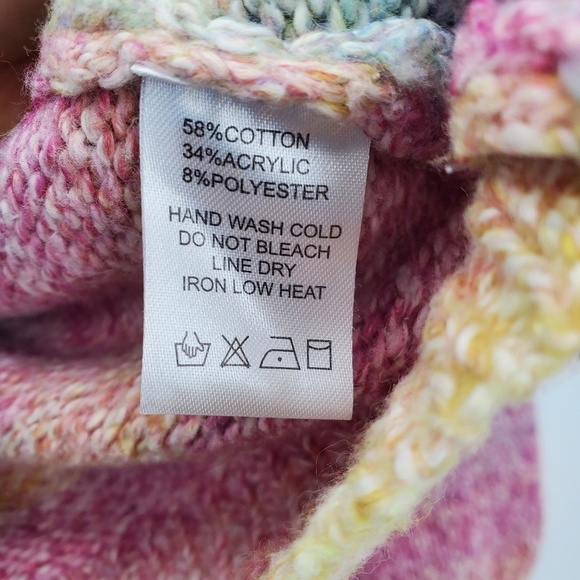 58%COTTON
34%ACRYLIC
8%POLYESTER
HAND WASH COLD
DO NOT BLEACH
LINE DRY
IRON LOW HEAT